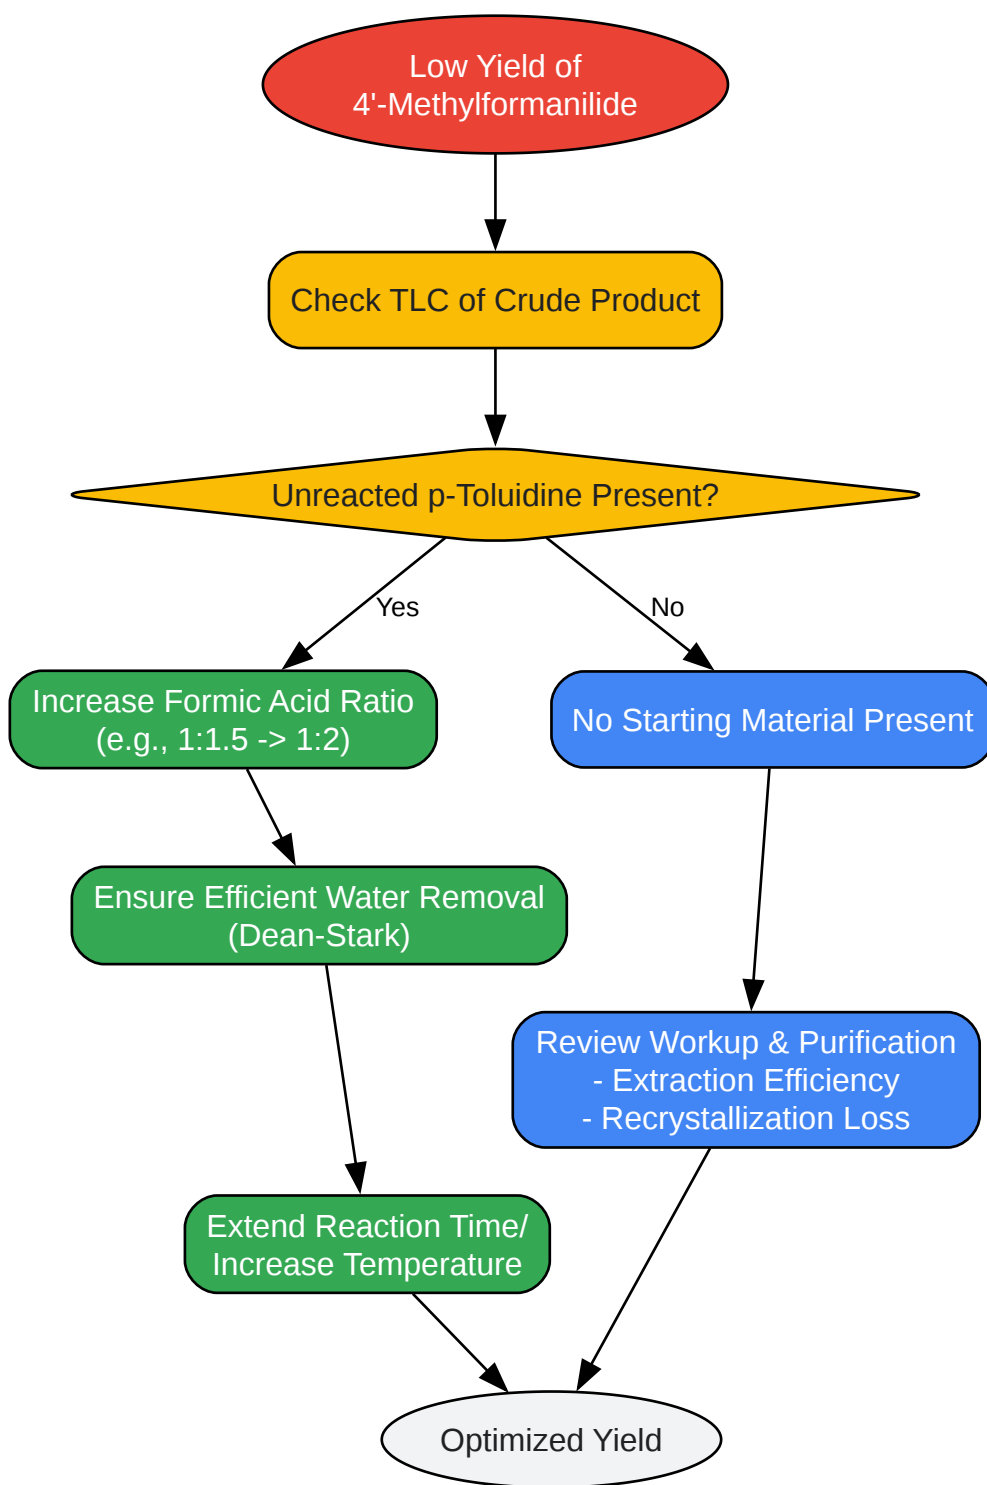 Low Yield of
4'-Methylformanilide
Check TLC of Crude Product
Unreacted p-Toluidine Present?
Yes
No
Increase Formic Acid Ratio
(e.g., 1:1.5 -> 1:2)
No Starting Material Present
Ensure Efficient Water Removal
(Dean-Stark)
Review Workup & Purification
- Extraction Efficiency
- Recrystallization Loss
Extend Reaction Time/
Increase Temperature
Optimized Yield